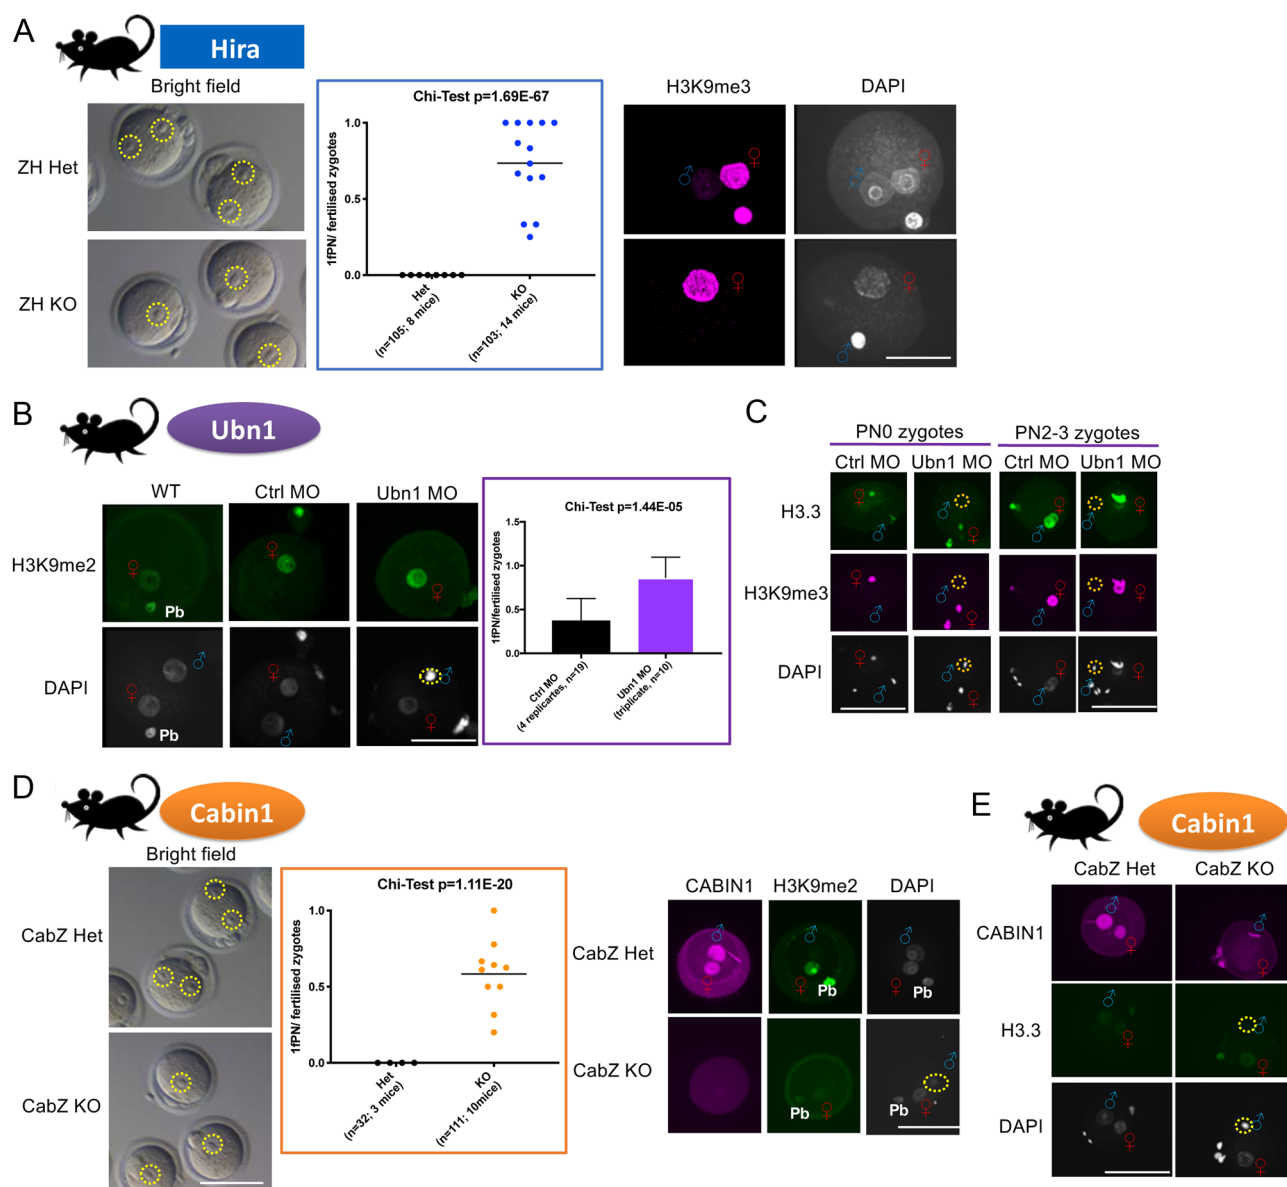 A
Hira
Bright field
ZH Het
ZH KO
Chi-Test p=1.69E-67
1fPN/ fertilised zygotes
1.0
0.5
0.0
Het
(n=105; 8 mice)
KO
(n=103; 14 mice)
H3K9me3
DAPI
♂ ♀
♂ ♀
♀
♀
♂
B
Ubn1
WT
Ctrl MO
Ubn1 MO
H3K9me2
♀
Pb
♀
♀
DAPI
♂
♀
Pb
♀
♂
♂
♀
Chi-Test p=1.44E-05
1fPN/fertilised zygotes
1.5
1.0
0.5
0.0
Ctrl MO
(4 replicartes, n=19)
Ubn1 MO
(triplicate, n=10)
C
PN0 zygotes
PN2-3 zygotes
Ctrl MO
Ubn1 MO
Ctrl MO
Ubn1 MO
H3.3
♀ ♂
♂ ♀
♀ ♂
♂ ♀
H3K9me3
♀ ♂
♂ ♀
♀ ♂
♂ ♀
DAPI
♀ ♂
♂ ♀
♀ ♂
♂ ♀
D
Cabin1
Bright field
CabZ Het
CabZ KO
Chi-Test p=1.11E-20
1fPN/ fertilised zygotes
1.0
0.5
0.0
Het
(n=32; 3 mice)
KO
(n=111; 10mice)
CABIN1
H3K9me2
DAPI
CabZ Het
♂ ♀
♂ ♀ Pb
♂ ♀ Pb
CabZ KO
Pb ♀
♂ Pb ♀
E
Cabin1
CabZ Het
CabZ KO
CABIN1
♂ ♀
♂ ♀
H3.3
♂ ♀
♂ ♀
DAPI
♂ ♀
♂ ♀